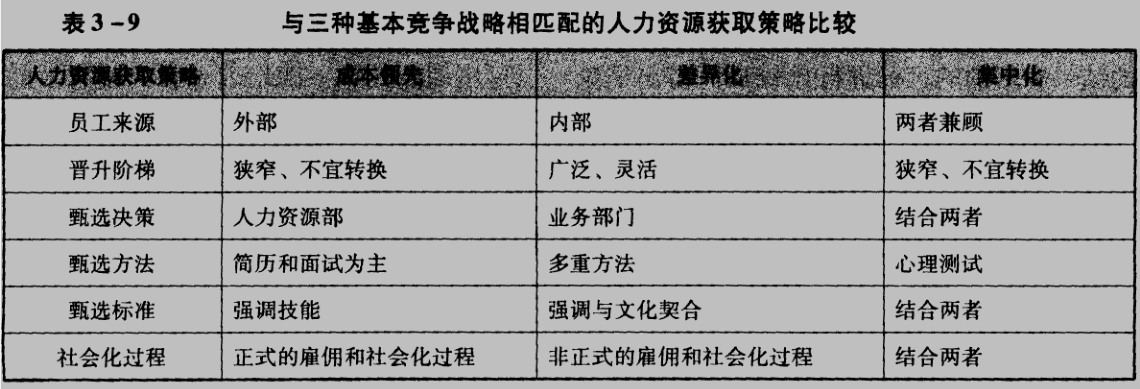 表3-9 与三种基本竞争战略相匹配的人力资源获取策略比较
人力资源获取策略 成本领先 差异化 集中化
员工来源 外部 内部 两者兼顾
晋升阶梯 狭窄、不宜转换 广泛、灵活 狭窄、不宜转换
甄选决策 人力资源部 业务部门 结合两者
甄选方法 简历和面试为主 多重方法 心理测试
甄选标准 强调技能 强调与文化契合 结合两者
社会化过程 正式的雇佣和社会化过程 非正式的雇佣和社会化过程 结合两者